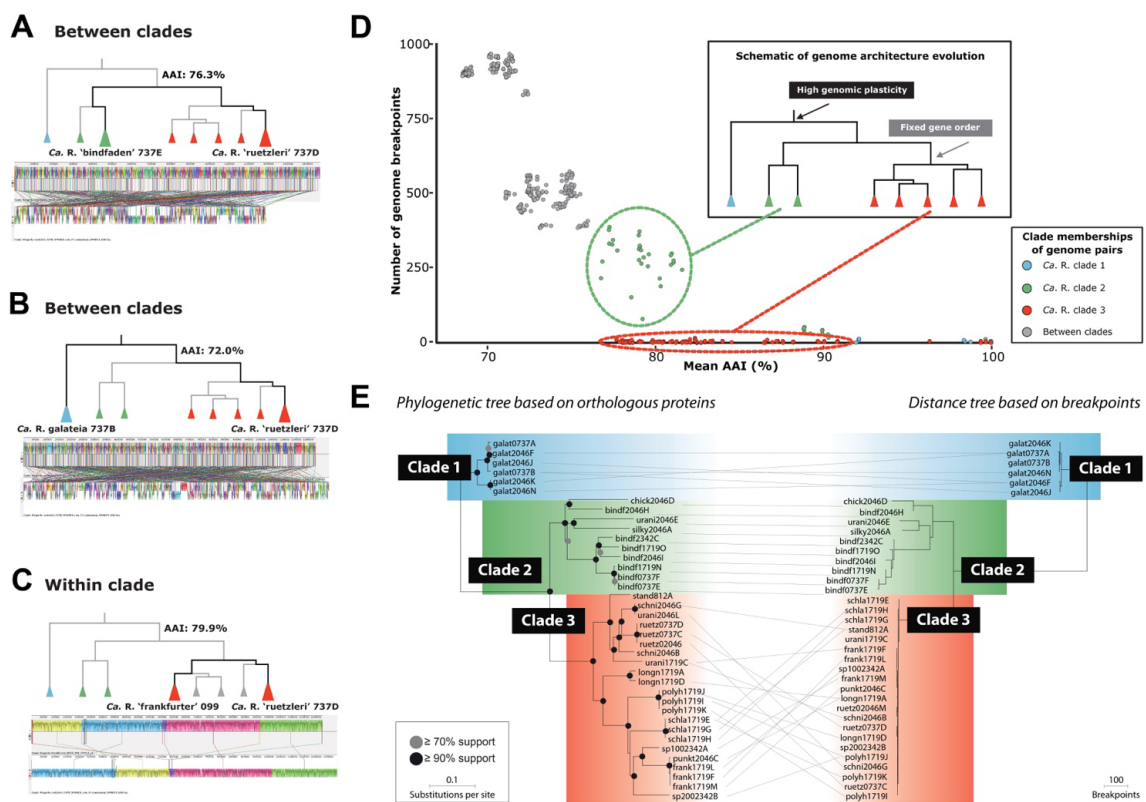 A
Between clades
AAI: 76.3%
Ca. R. 'bindfaden' 737E
Ca. R. 'ruetzleri' 737D
B
Between clades
AAI: 72.0%
Ca. R. galateia 737B
Ca. R. 'ruetzleri' 737D
C
Within clade
AAI: 79.9%
Ca. R. 'frankfurter' 099
Ca. R. 'ruetzleri' 737D
D
Number of genome breakpoints
1000
750
500
250
0
70
80
90
100
Mean AAI (%)
Schematic of genome architecture evolution
High genomic plasticity
Fixed gene order
Clade memberships
of genome pairs
Ca. R. clade 1
Ca. R. clade 2
Ca. R. clade 3
Between clades
E
Phylogenetic tree based on orthologous proteins
Distance tree based on breakpoints
Clade 1
galat0737A
galat2046F
galat2046J
galat0737B
galat2046K
galat2046N
Clade 2
chick2046D
bindf2046H
urani2046E
silky2046A
bindf2342C
bindf1719O
bindf2046I
bindf1719N
bindf0737F
bindf0737E
Clade 3
stand812A
schni2046G
urani2046L
ruetz0737D
ruetz0737C
ruetz02046
schni2046B
urani1719C
longn1719A
longn1719D
polyh1719J
polyh1719I
polyh1719K
schla1719E
schla1719G
schla1719H
sp1002342A
punkt2046C
frank1719L
frank1719F
frank1719M
sp2002342B
galat2046K
galat0737A
galat0737B
galat2046N
galat2046F
galat2046J
Clade 1
chick2046D
bindf2046H
urani2046E
silky2046A
bindf2342C
bindf1719O
bindf2046I
bindf1719N
bindf0737F
bindf0737E
Clade 2
schla1719E
schla1719H
schla1719G
stand812A
urani1719C
frank1719F
frank1719L
sp1002342A
frank1719M
punkt2046C
longn1719A
ruetz02046M
schni2046B
ruetz0737D
longn1719D
sp2002342B
polyh1719J
schni2046G
polyh1719K
ruetz0737C
polyh1719I
Clade 3
≥ 70% support
≥ 90% support
0.1
Substitutions per site
100
Breakpoints